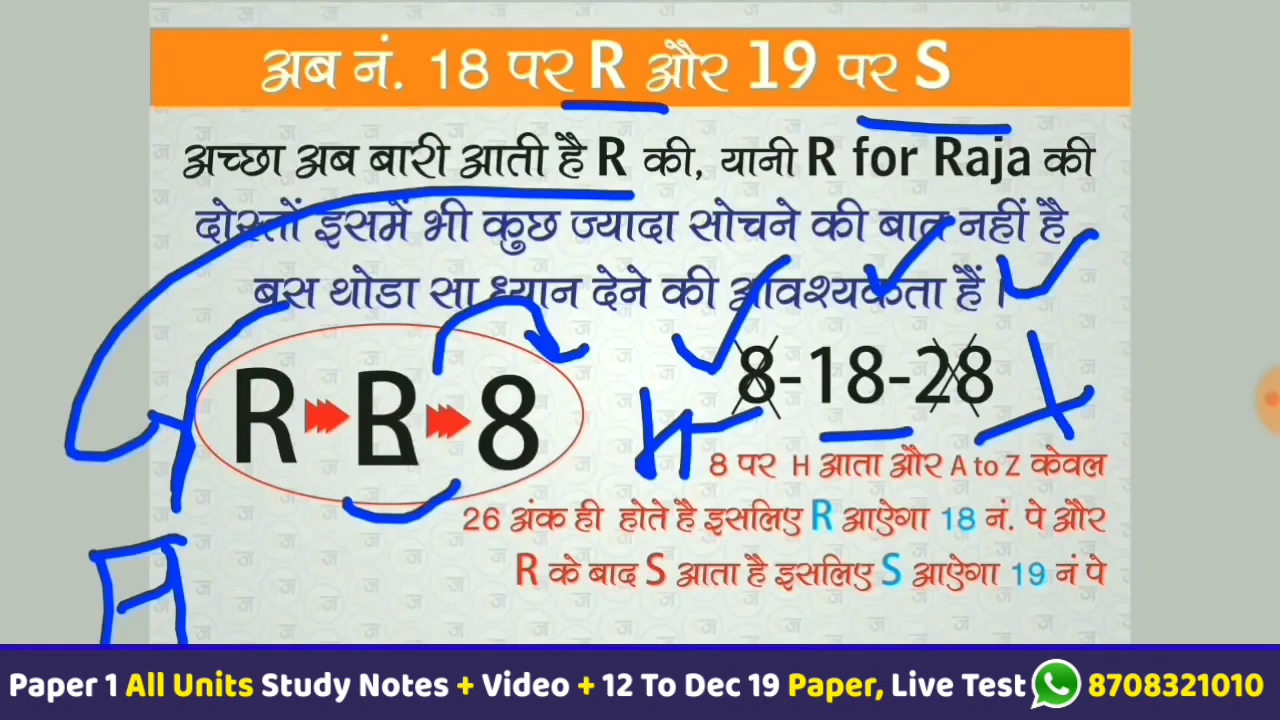 अब नं. 18 पर R और 19 पर S
अच्छा अब बारी आती है R की, यानी R for Raja की
दोस्तों इसमें भी कुछ ज्यादा सोचने की बात नहीं है
बस थोडा सा ध्यान देने की आवश्यकता हैं।
R B 8
8-18-28
8 पर H आता और A to Z केवल
26 अंक ही होते है इसलिए R आऐगा 18 नं. पे और
R के बाद S आता है इसलिए S आऐगा 19 नं पे
Paper 1 All Units Study Notes + Video + 12 To Dec 19 Paper, Live Test 8708321010